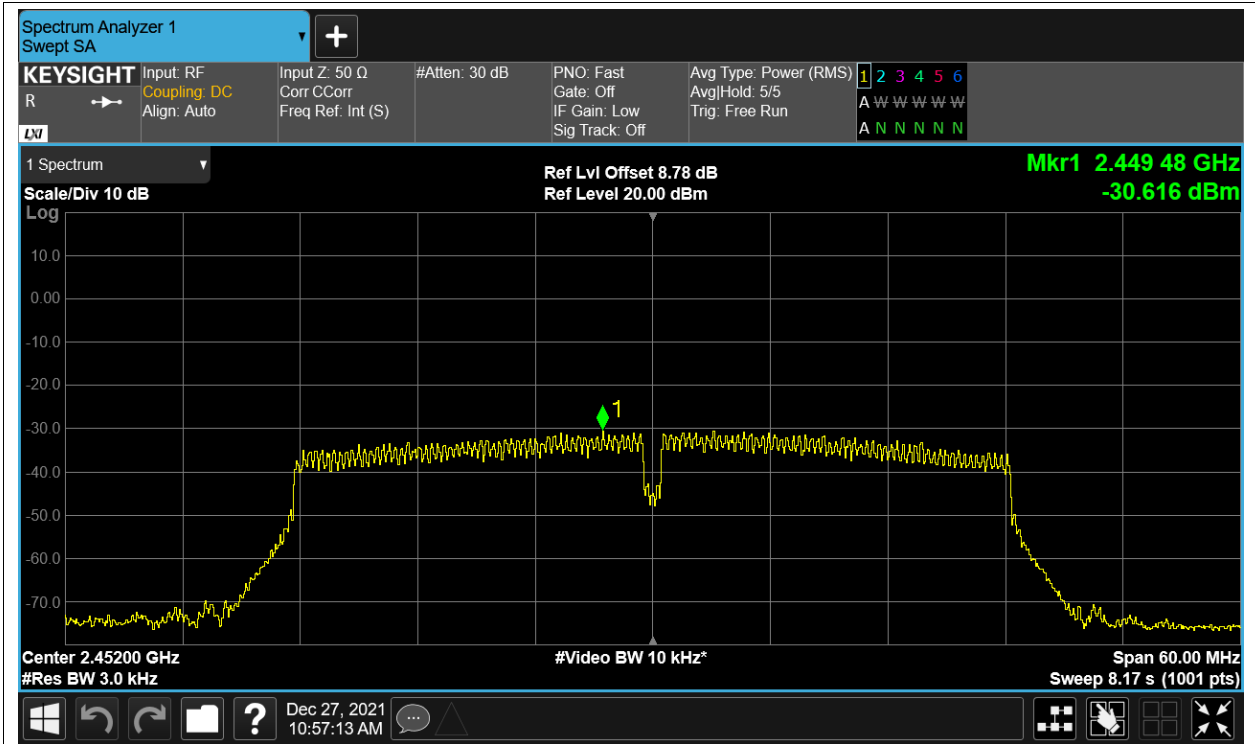 Spectrum Analyzer 1
Swept SA
KEYSIGHT
R
LXI
Input: RF
Coupling: DC
Align: Auto
Input Z: 50 Ω
Corr CCorr
Freq Ref: Int (S)
#Atten: 30 dB
PNO: Fast
Gate: Off
IF Gain: Low
Sig Track: Off
Avg Type: Power (RMS)
Avg|Hold: 5/5
Trig: Free Run
1 2 3 4 5 6
A W W W W W
A N N N N N
1 Spectrum
Scale/Div 10 dB
Log
Ref Lvl Offset 8.78 dB
Ref Level 20.00 dBm
Mkr1 2.449 48 GHz
-30.616 dBm
10.0
0.00
-10.0
-20.0
1
-30.0
-40.0
-50.0
-60.0
-70.0
Center 2.45200 GHz
#Res BW 3.0 kHz
#Video BW 10 kHz*
Span 60.00 MHz
Sweep 8.17 s (1001 pts)
?
Dec 27, 2021
10:57:13 AM